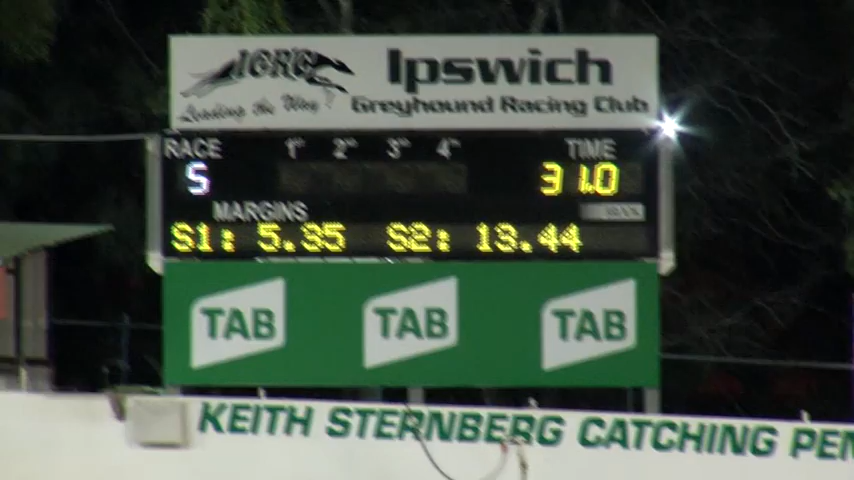 IGRC
Leading the Way
Ipswich
Greyhound Racing Club
RACE 1st 2nd 3rd 4th TIME
5 31.0
MARGINS
S1: 5.35 S2: 13.44
TAB TAB TAB
KEITH STERNBERG CATCHING PEN